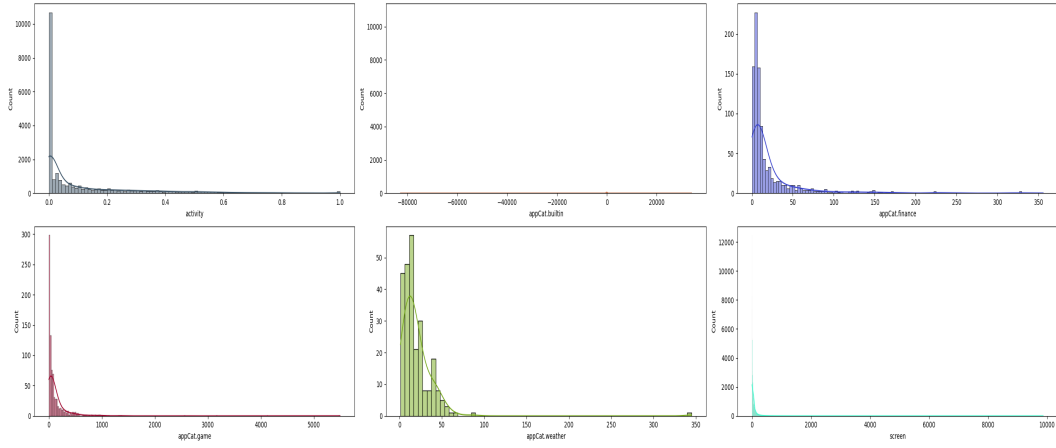 10000
8000
6000
4000
2000
0
Count
0.0 0.2 0.4 0.6 0.8 1.0
activity
10000
8000
6000
4000
2000
0
Count
−80000 −60000 −40000 −20000 0 20000
appCat.builtin
200
150
100
50
0
Count
0 50 100 150 200 250 300 350
appCat.finance
300
250
200
150
100
50
0
Count
0 1000 2000 3000 4000 5000
appCat.game
50
40
30
20
10
0
Count
0 50 100 150 200 250 300 350
appCat.weather
12000
10000
8000
6000
4000
2000
0
Count
0 2000 4000 6000 8000 10000
screen